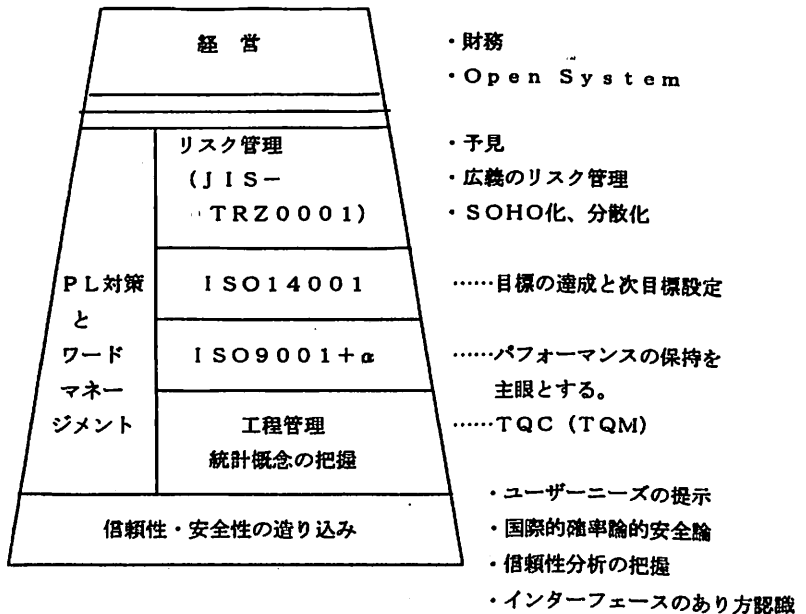 経 営
・財務
・Open System
リスク管理
(JIS-
TRZ0001)
・予見
・広義のリスク管理
・SOHO化、分散化
PL対策
と
ワード
マネー
ジメント
ISO14001
……目標の達成と次目標設定
ISO9001+α
……パフォーマンスの保持を
主眼とする。
工程管理
統計概念の把握
……TQC(TQM)
信頼性・安全性の造り込み
・ユーザーニーズの提示
・国際的確率論的安全論
・信頼性分析の把握
・インターフェースのあり方認識